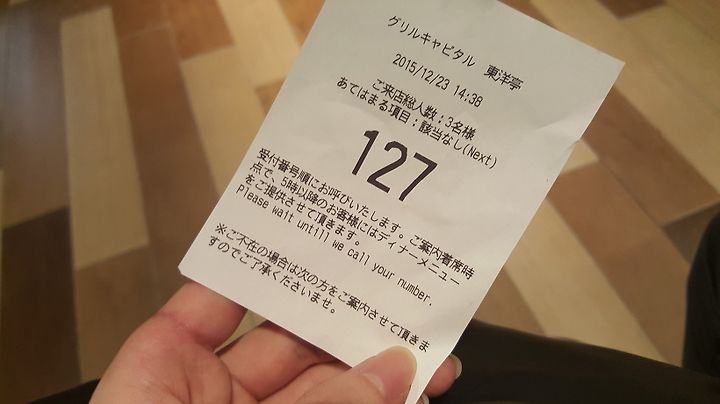 グリルキャピタル　東洋亭
2015/12/23 14:38
ご来店総人数：3名様
あてはまる項目：該当なし(Next)
127
受付番号順にお呼びいたします。ご案内着席時
点で、5時以降のお客様にはディナーメニュー
をご提供させて頂きます。
Please wait untill we call your number.
※ご不在の場合は次の方をご案内させて頂きま
すのでご了承くださいませ。